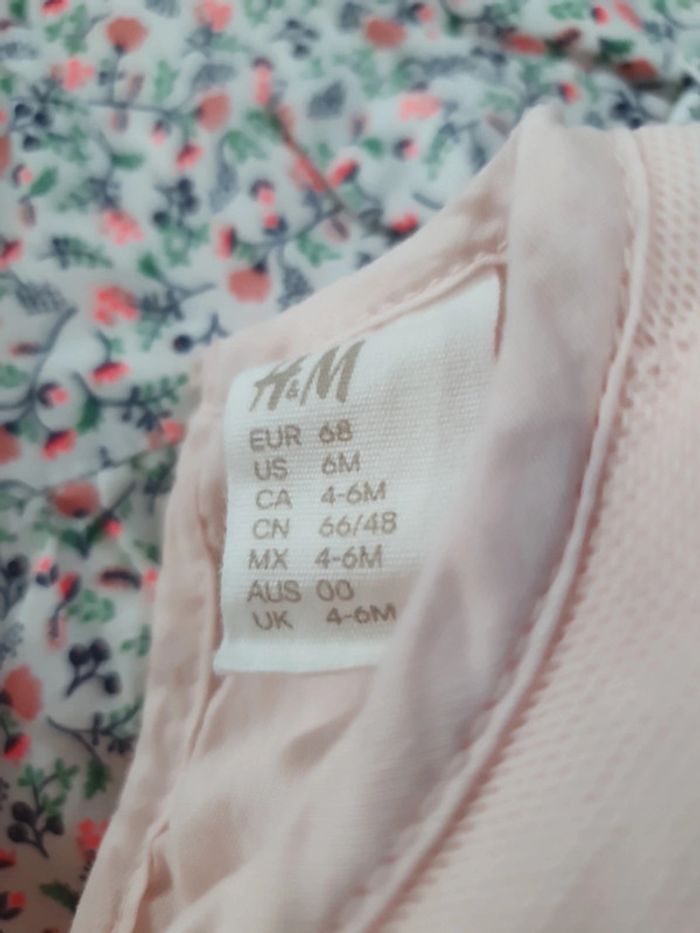 H&M
EUR 68
US 6M
CA 4-6M
CN 66/48
MX 4-6M
AUS 00
UK 4-6M